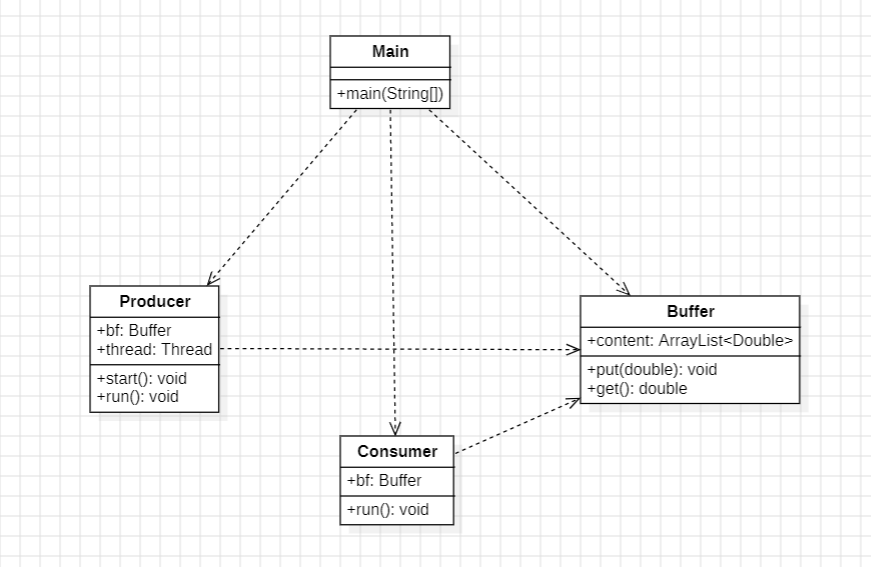 Main
+main(String[])
Producer
+bf: Buffer
+thread: Thread
+start(): void
+run(): void
Buffer
+content: ArrayList<Double>
+put(double): void
+get(): double
Consumer
+bf: Buffer
+run(): void